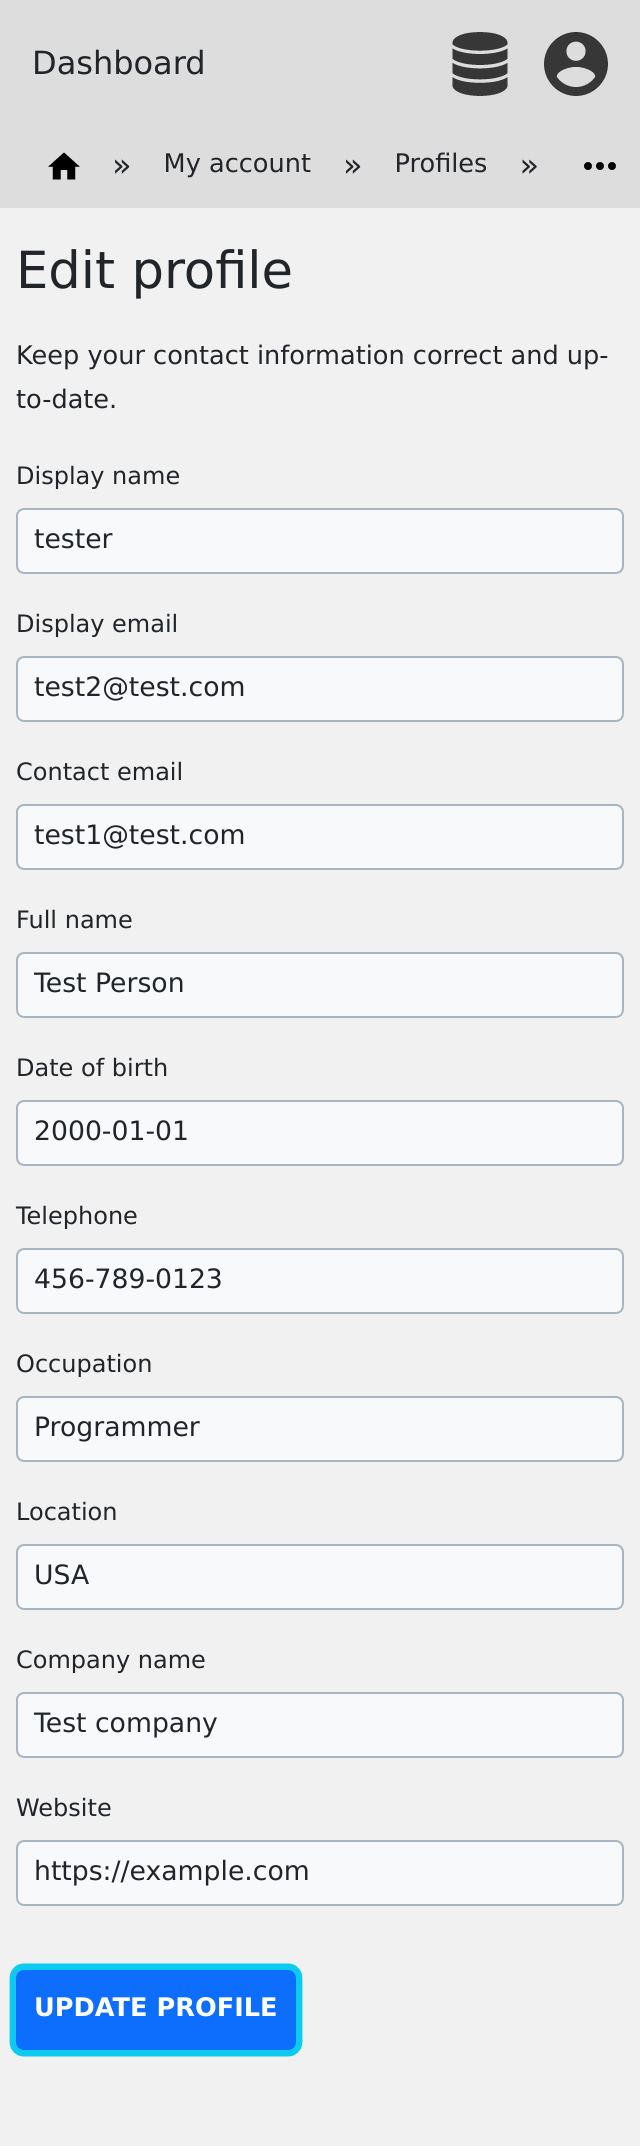 Dashboard
» My account » Profiles » •••
Edit profile
Keep your contact information correct and up-
to-date.
Display name
tester
Display email
test2@test.com
Contact email
test1@test.com
Full name
Test Person
Date of birth
2000-01-01
Telephone
456-789-0123
Occupation
Programmer
Location
USA
Company name
Test company
Website
https://example.com
UPDATE PROFILE